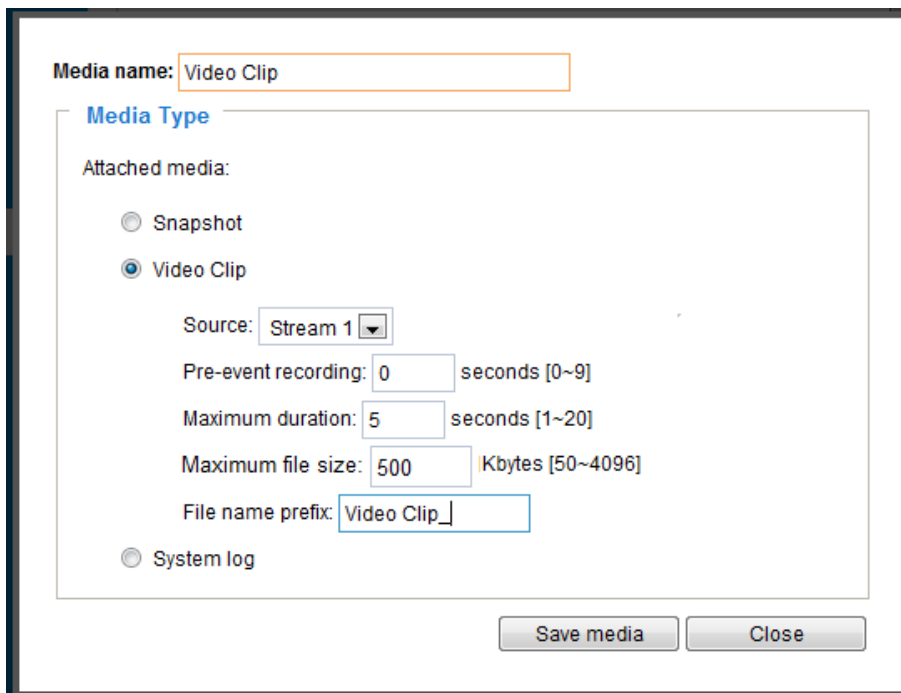 Media name: Video Clip
Media Type
Attached media:
Snapshot
Video Clip
Source: Stream 1
Pre-event recording: 0 seconds [0~9]
Maximum duration: 5 seconds [1~20]
Maximum file size: 500 Kbytes [50~4096]
File name prefix: Video Clip_
System log
Save media Close